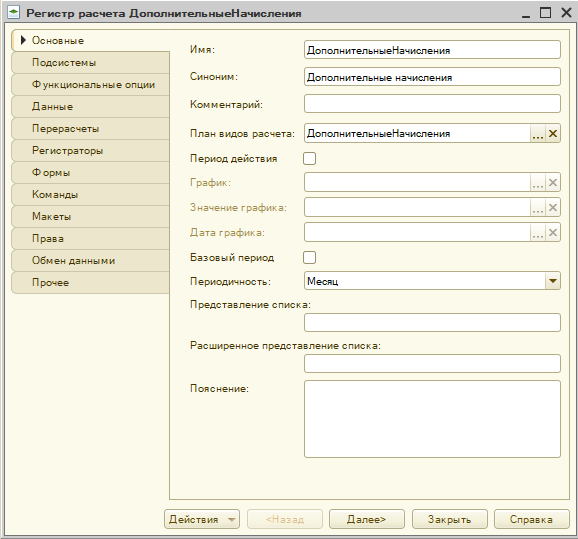 Регистр расчета ДополнительныеНачисления
Основные
Подсистемы
Функциональные опции
Данные
Перерасчеты
Регистраторы
Формы
Команды
Макеты
Права
Обмен данными
Прочее
Имя: ДополнительныеНачисления
Синоним: Дополнительные начисления
Комментарий:
План видов расчета: ДополнительныеНачисления ...
Период действия
График: ...
Значение графика: ...
Дата графика: ...
Базовый период
Периодичность: Месяц
Представление списка:
Расширенное представление списка:
Пояснение:
Действия <Назад Далее> Закрыть Справка